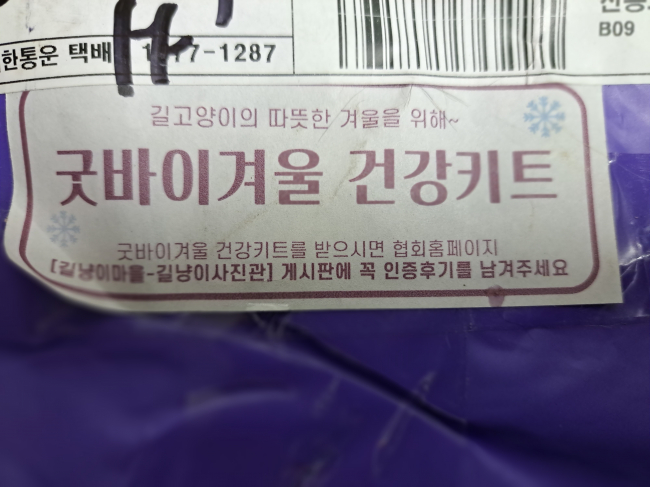 한통운 택배
-1287
B09
길고양이의 따뜻한 겨울을 위해~
굿바이겨울 건강키트
굿바이겨울 건강키트를 받으시면 협회홈페이지
[길냥이마을-길냥이사진관] 게시판에 꼭 인증후기를 남겨주세요